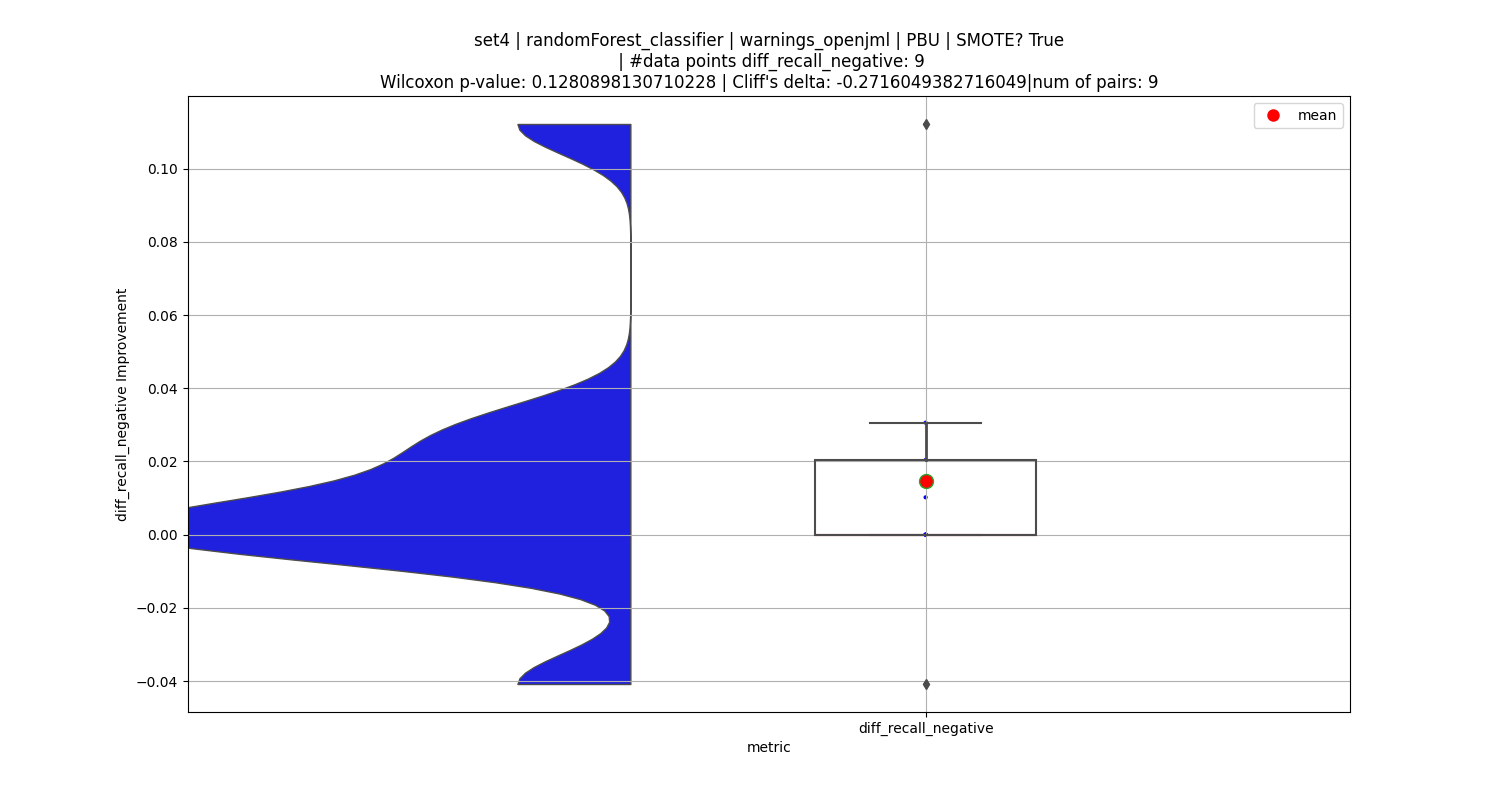 set4 | randomForest_classifier | warnings_openjml | PBU | SMOTE? True
| #data points diff_recall_negative: 9
Wilcoxon p-value: 0.1280898130710228 | Cliff's delta: -0.2716049382716049|num of pairs: 9
mean
0.10
0.08
0.06
0.04
0.02
0.00
−0.02
−0.04
diff_recall_negative Improvement
diff_recall_negative
metric